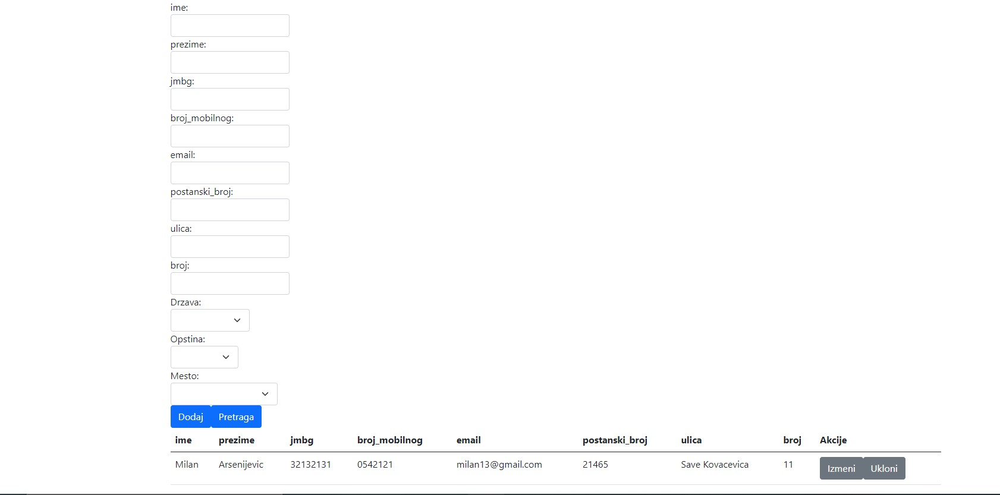 ime:
prezime:
jmbg:
broj_mobilnog:
email:
postanski_broj:
ulica:
broj:
Drzava:
Opstina:
Mesto:
Dodaj Pretraga
ime prezime jmbg broj_mobilnog email postanski_broj ulica broj Akcije
Milan Arsenijevic 32132131 0542121 milan13@gmail.com 21465 Save Kovacevica 11 Izmeni Ukloni